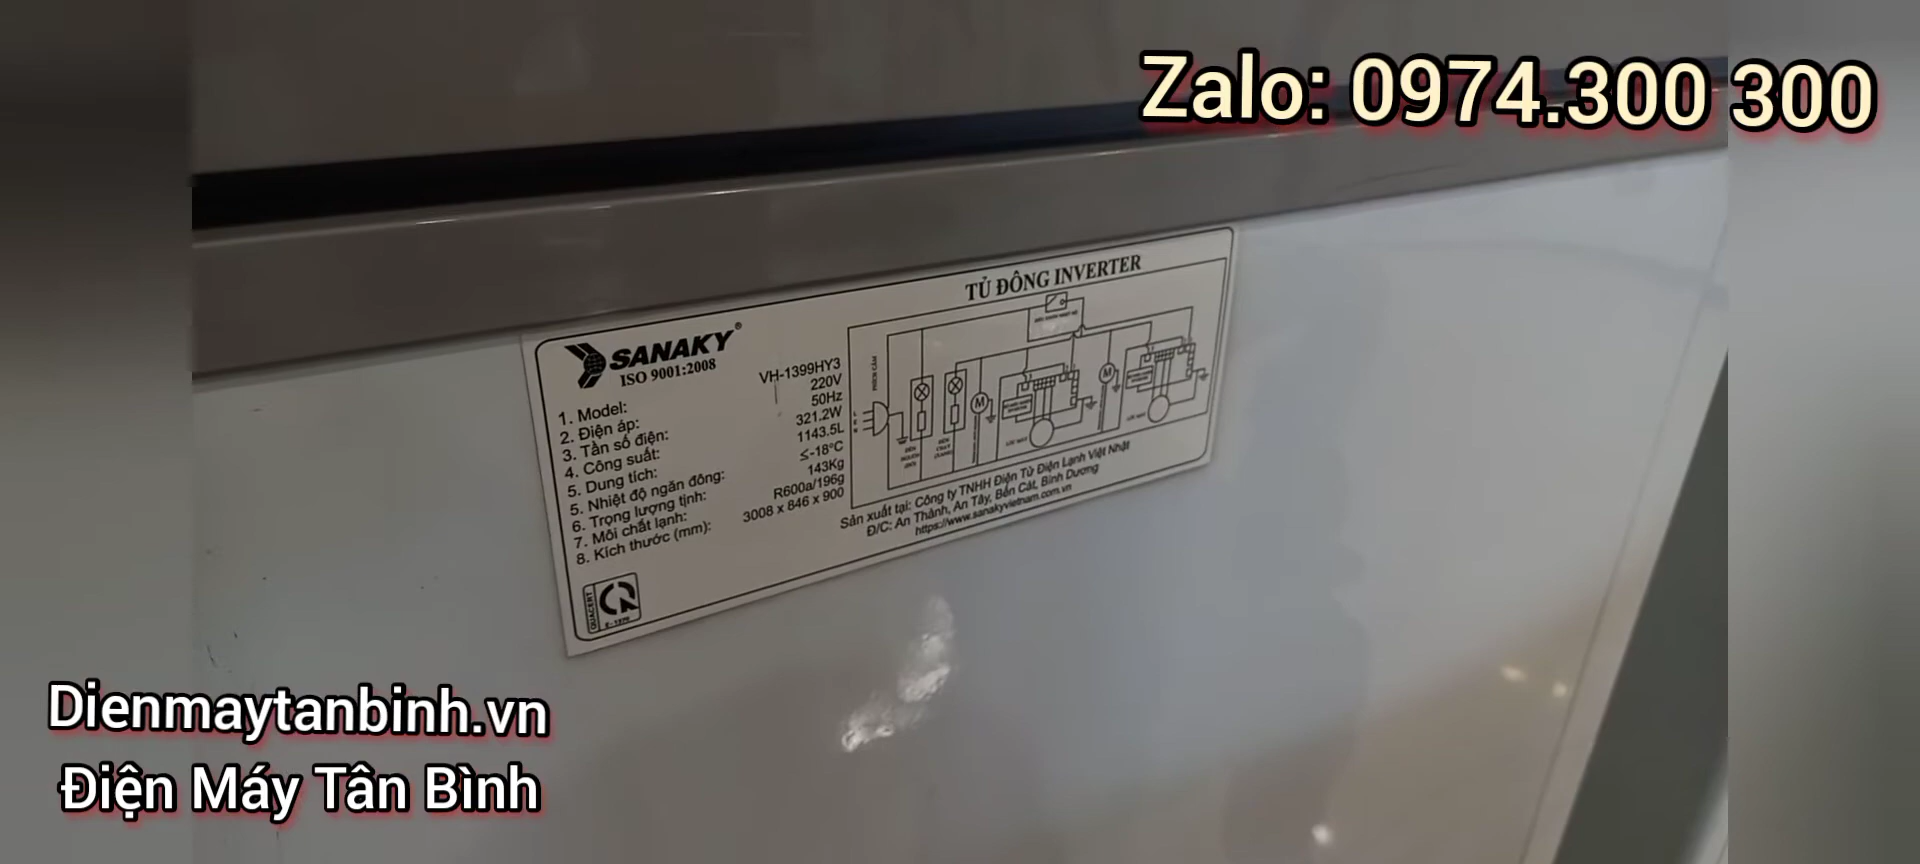 Zalo: 0974.300 300
TỦ ĐÔNG INVERTER
SANAKY®
ISO 9001:2008
1. Model: VH-1399HY3
2. Điện áp: 220V
3. Tần số điện: 50Hz
4. Công suất: 321.2W
5. Dung tích: 1143.5L
5. Nhiệt độ ngăn đông: ≤-18°C
6. Trọng lượng tịnh: 143Kg
7. Môi chất lạnh: R600a/196g
8. Kích thước (mm): 3008 x 846 x 900
PHÍCH CẮM
M
M
Sản xuất tại: Công ty TNHH Điện Tử Điện Lạnh Việt Nhật
Đ/C: An Thành, An Tây, Bến Cát, Bình Dương
https://www.sanakyvietnam.com.vn
QUACERT
Dienmaytanbinh.vn
Điện Máy Tân Bình